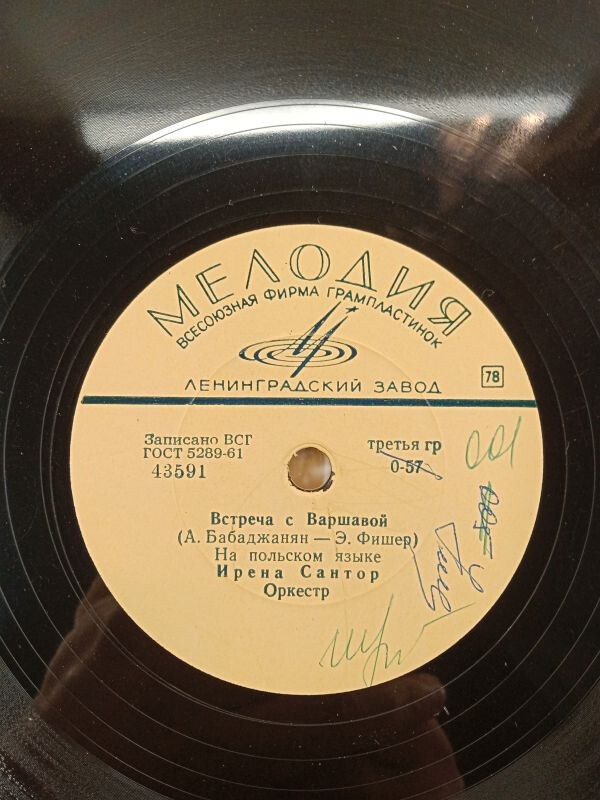 МЕЛОДИЯ
ВСЕСОЮЗНАЯ ФИРМА ГРАМПЛАСТИНОК
ЛЕНИНГРАДСКИЙ ЗАВОД
78
Записано ВСГ
ГОСТ 5289-61
43591
третья гр
0-57
Встреча с Варшавой
(А. Бабаджанян — Э. Фишер)
На польском языке
Ирена Сантор
Оркестр